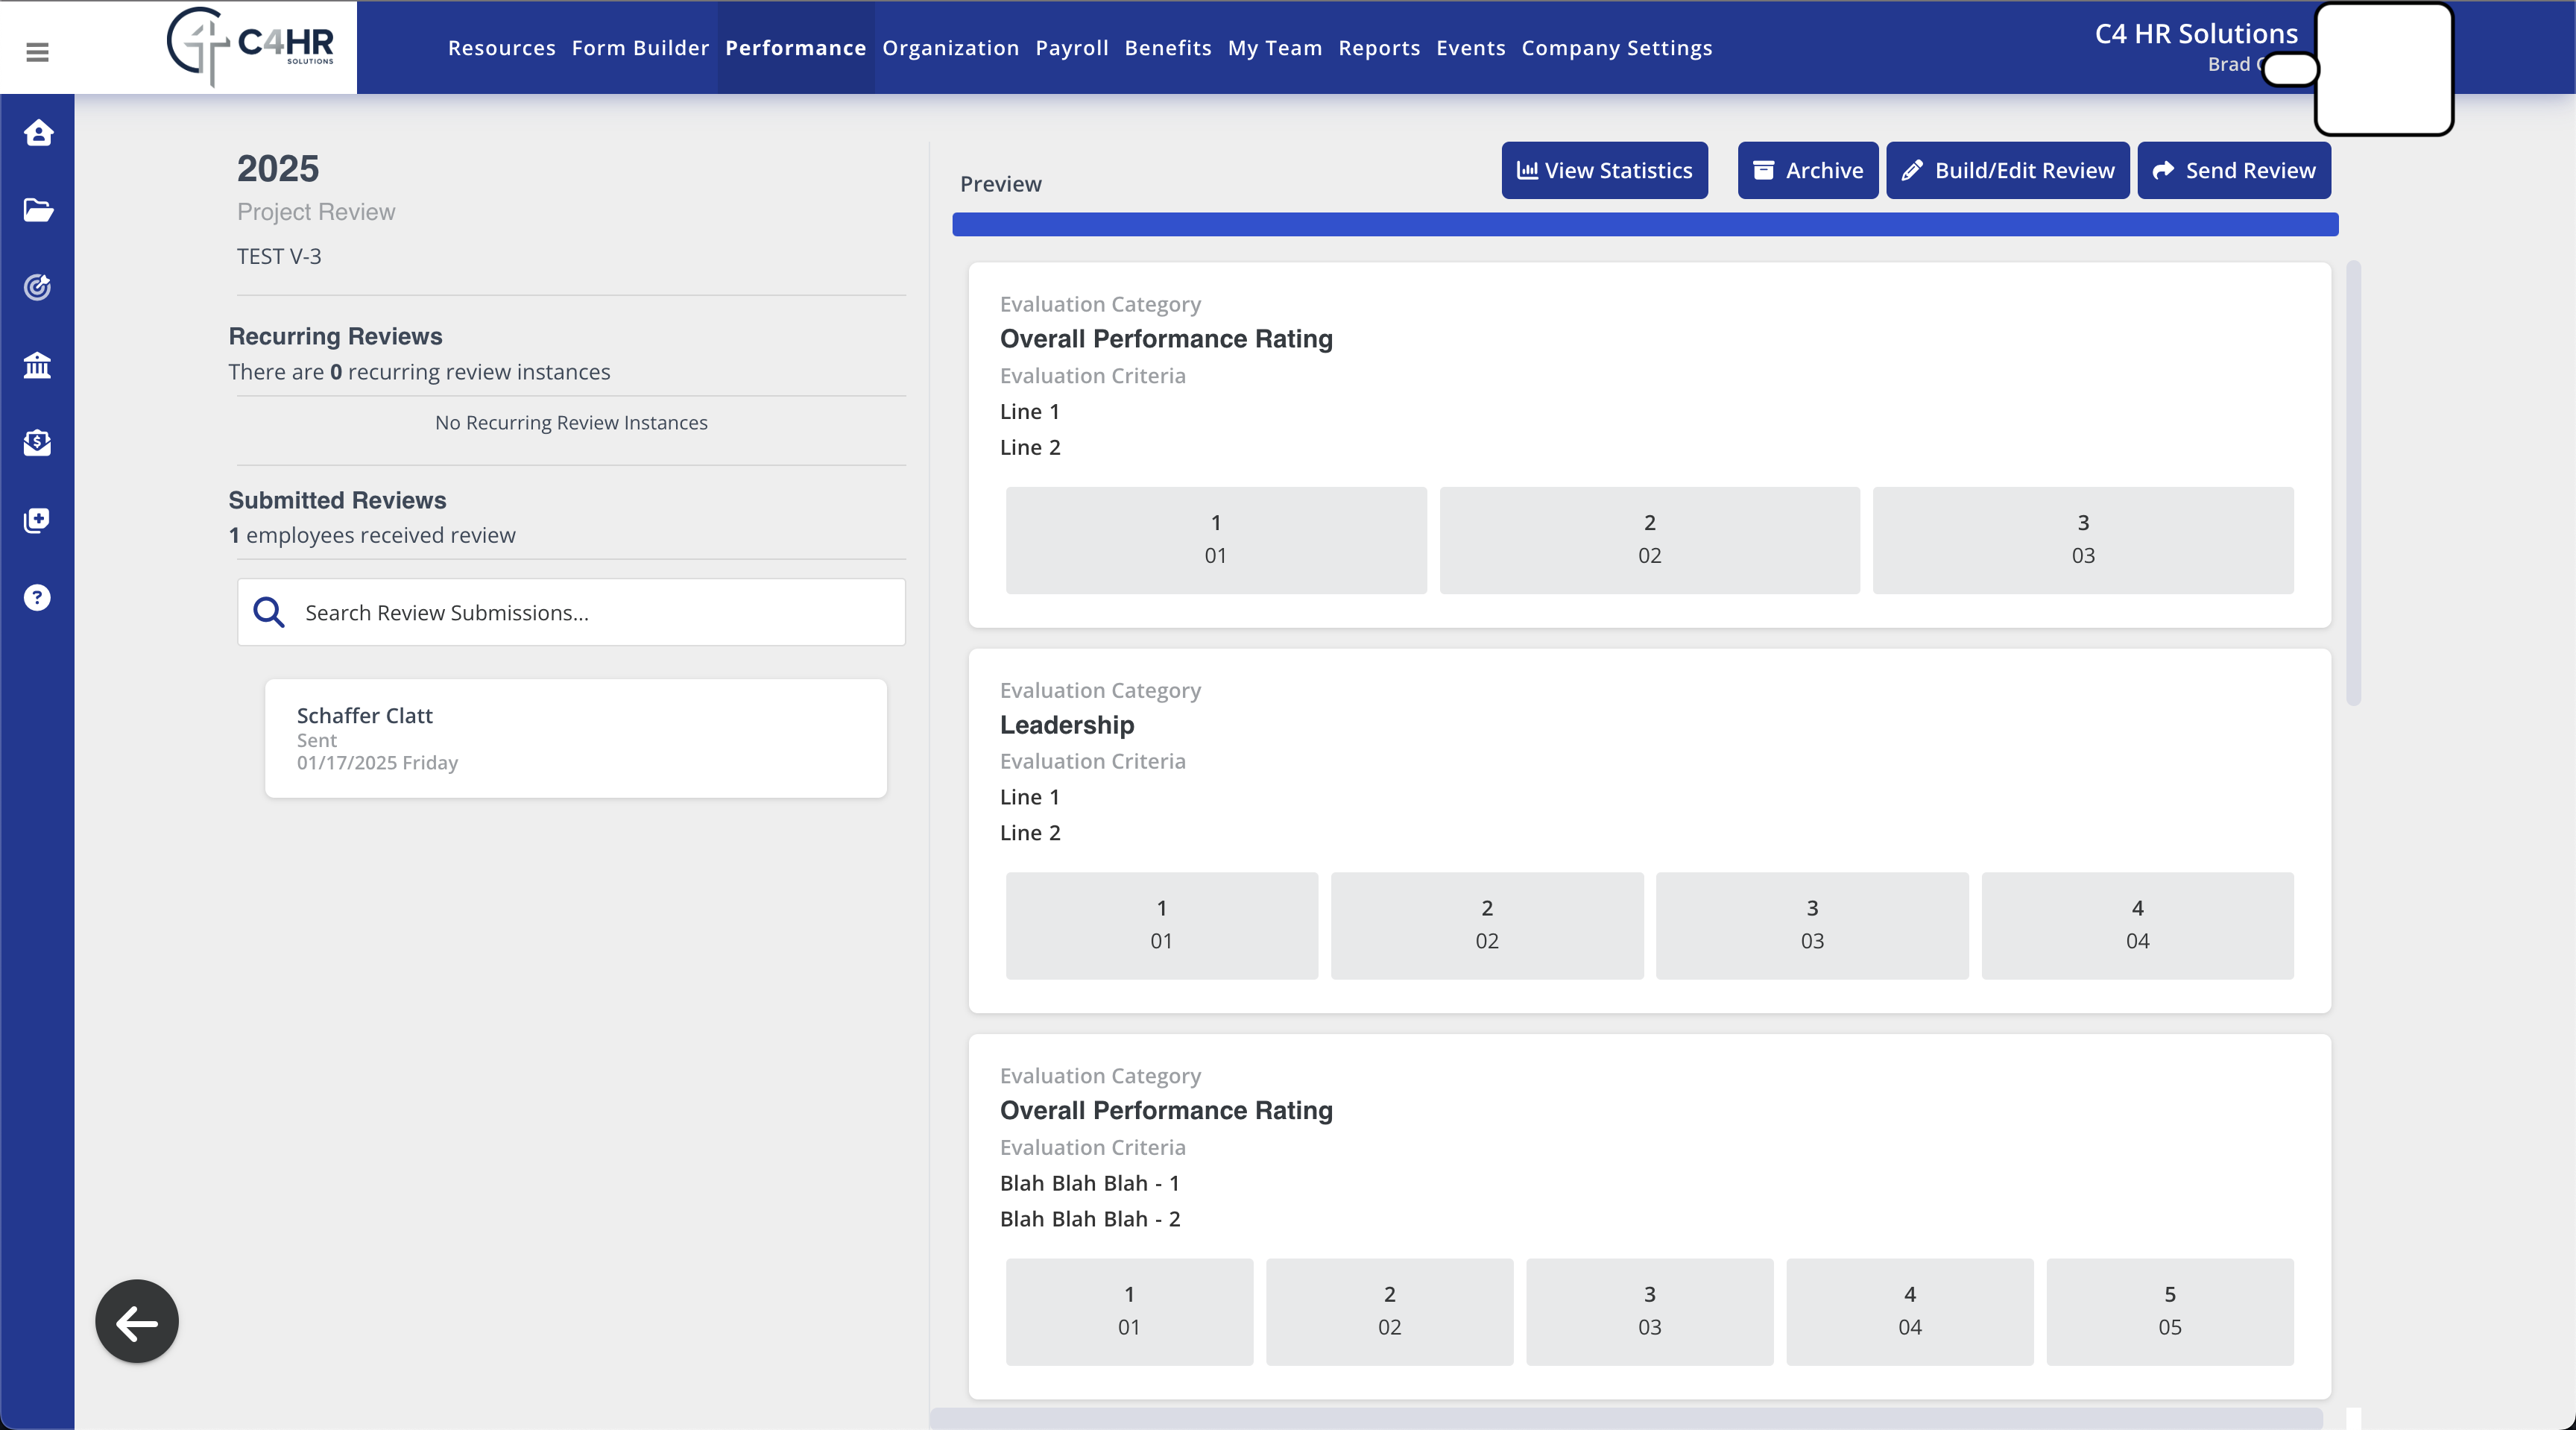 C4HR
SOLUTIONS
Resources Form Builder Performance Organization Payroll Benefits My Team Reports Events Company Settings
C4 HR Solutions
Brad
2025
Project Review
TEST V-3
Recurring Reviews
There are 0 recurring review instances
No Recurring Review Instances
Submitted Reviews
1 employees received review
Search Review Submissions...
Schaffer Clatt
Sent
01/17/2025 Friday
Preview
View Statistics Archive Build/Edit Review Send Review
Evaluation Category
Overall Performance Rating
Evaluation Criteria
Line 1
Line 2
1 2 3
01 02 03
Evaluation Category
Leadership
Evaluation Criteria
Line 1
Line 2
1 2 3 4
01 02 03 04
Evaluation Category
Overall Performance Rating
Evaluation Criteria
Blah Blah Blah - 1
Blah Blah Blah - 2
1 2 3 4 5
01 02 03 04 05